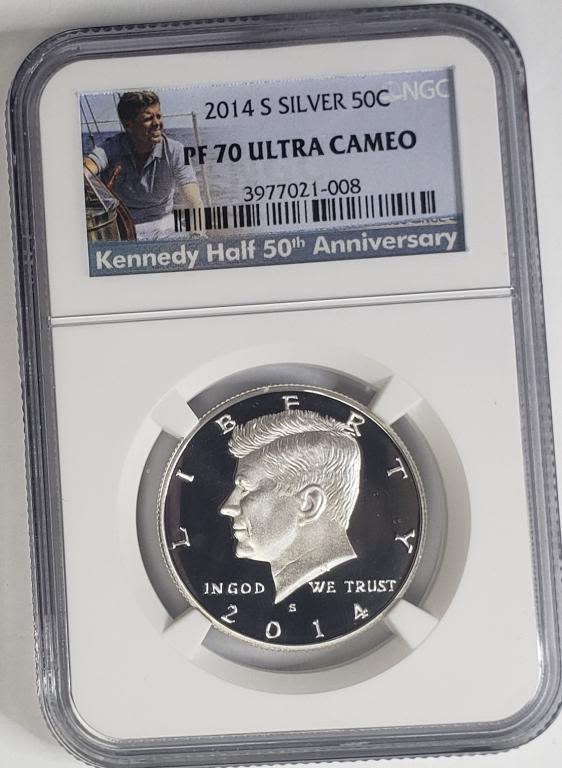 NGC
2014 S SILVER 50C
PF 70 ULTRA CAMEO
3977021-008
Kennedy Half 50th Anniversary
LIBERTY
IN GOD WE TRUST
S
2014